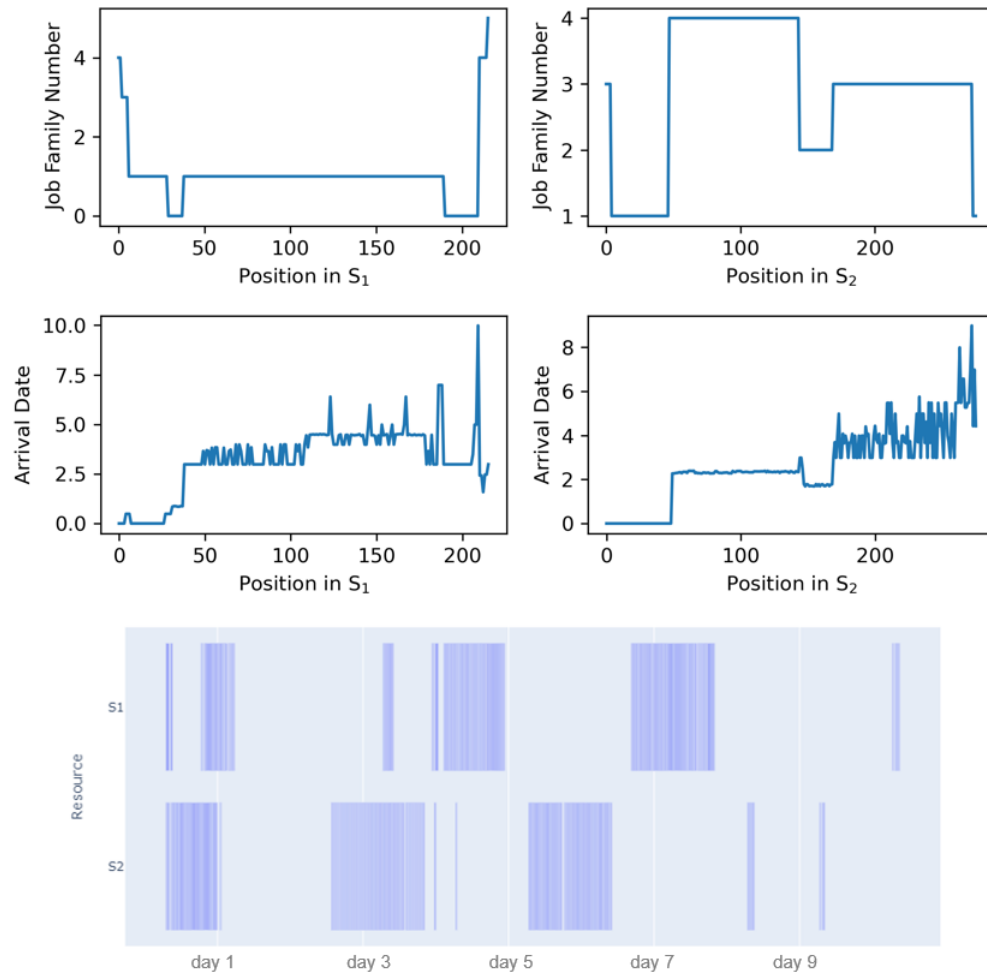 Job Family Number
4
2
0
0 50 100 150 200
Position in S1
Job Family Number
4
3
2
1
0 100 200
Position in S2
Arrival Date
10.0
7.5
5.0
2.5
0.0
0 50 100 150 200
Position in S1
Arrival Date
8
6
4
2
0
0 100 200
Position in S2
Resource
S1
S2
day 1 day 3 day 5 day 7 day 9